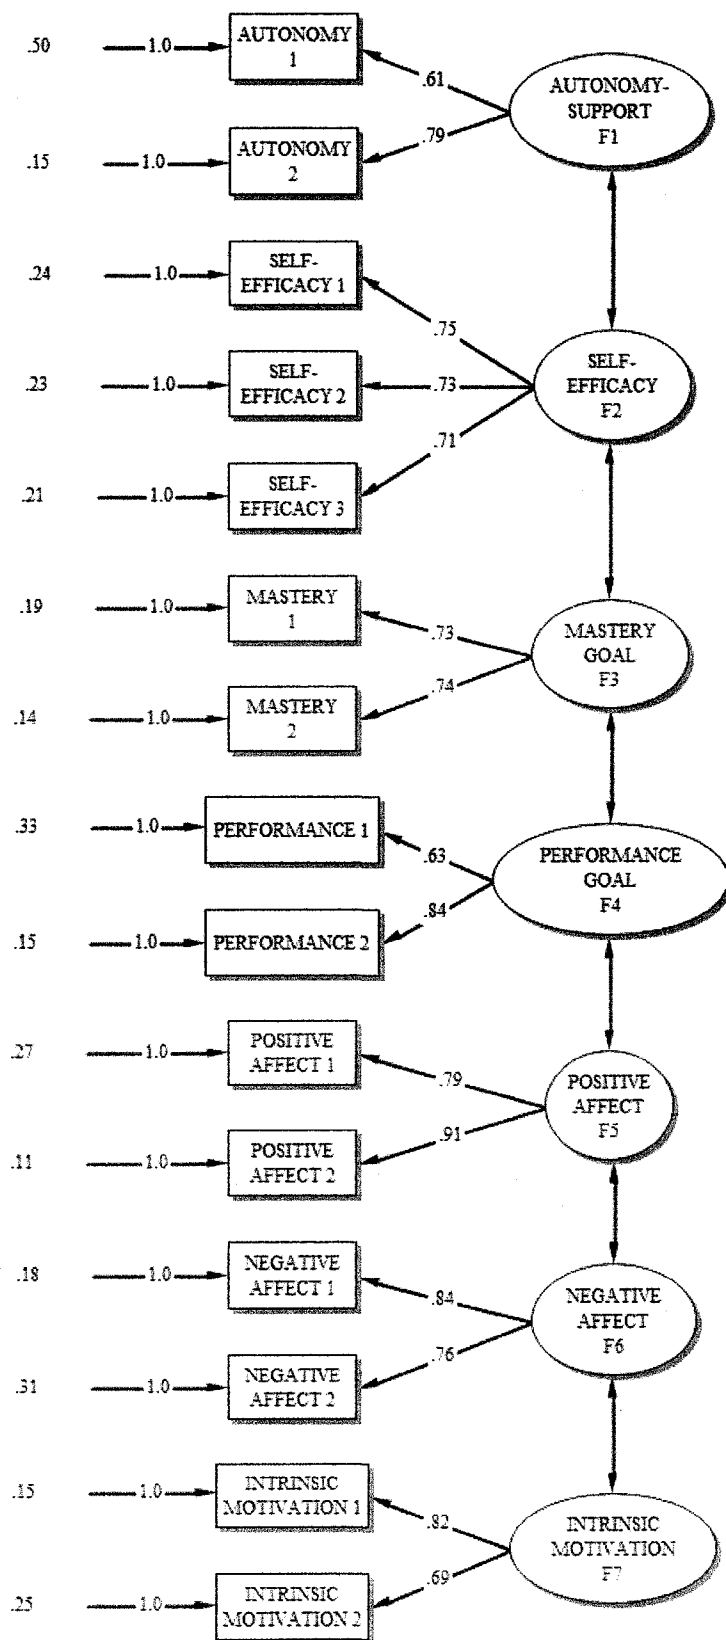 .50 1.0 AUTONOMY
1
.61
AUTONOMY-
SUPPORT
F1
.15 1.0 AUTONOMY
2
.79
.24 1.0 SELF-
EFFICACY 1
.75
.23 1.0 SELF-
EFFICACY 2
.73
SELF-
EFFICACY
F2
.71
.21 1.0 SELF-
EFFICACY 3
.19 1.0 MASTERY
1
.73
MASTERY
GOAL
F3
.74
.14 1.0 MASTERY
2
.33 1.0 PERFORMANCE 1
.63
PERFORMANCE
GOAL
F4
.84
.15 1.0 PERFORMANCE 2
.27 1.0 POSITIVE
AFFECT 1
.79
POSITIVE
AFFECT
F5
.91
.11 1.0 POSITIVE
AFFECT 2
.18 1.0 NEGATIVE
AFFECT 1
.84
NEGATIVE
AFFECT
F6
.76
.31 1.0 NEGATIVE
AFFECT 2
.15 1.0 INTRINSIC
MOTIVATION 1
.82
INTRINSIC
MOTIVATION
F7
.69
.25 1.0 INTRINSIC
MOTIVATION 2